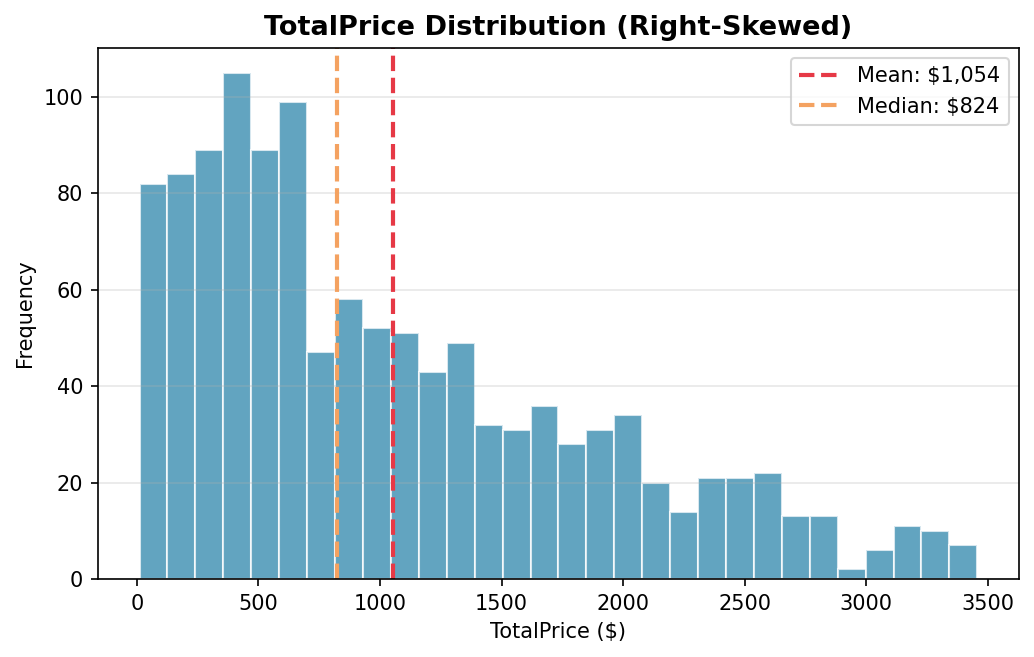 TotalPrice Distribution (Right-Skewed)
Mean: $1,054
Median: $824
Frequency
100
80
60
40
20
0
0 500 1000 1500 2000 2500 3000 3500
TotalPrice ($)